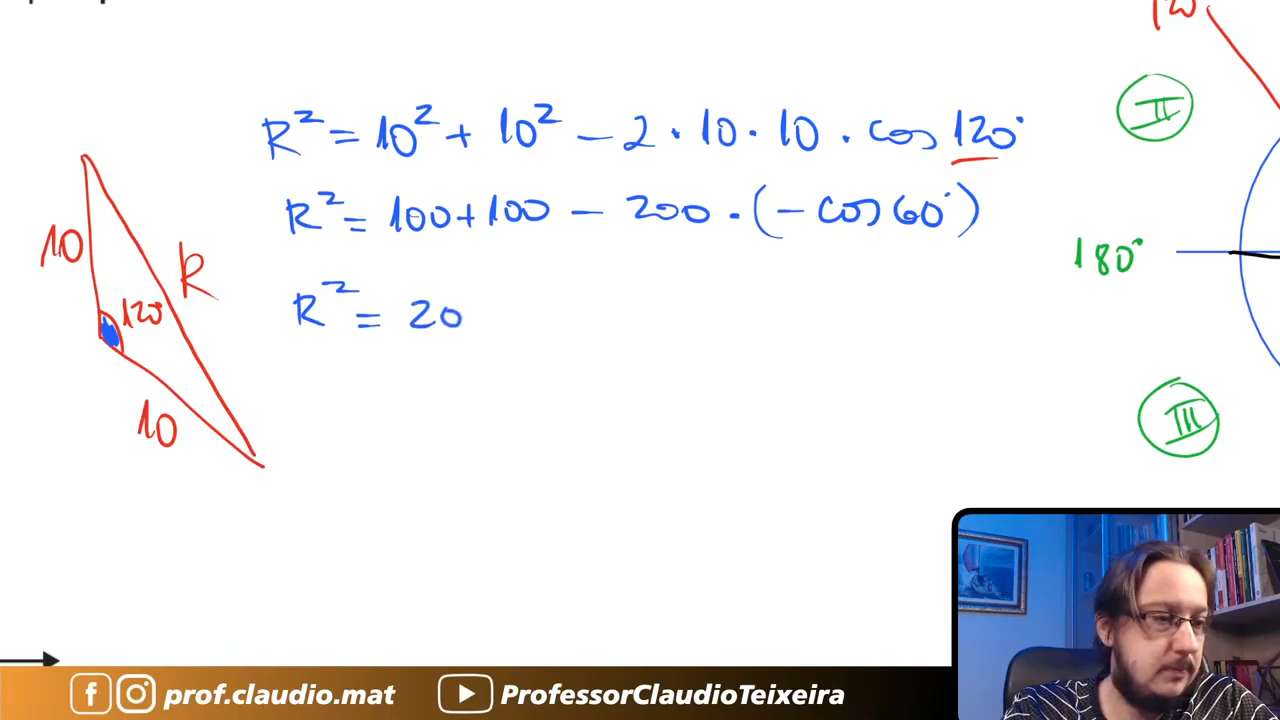 R² = 10² + 10² − 2 · 10 · 10 · cos 120°
R² = 100 + 100 − 200 · (− cos 60°)
R² = 20
10
R
120
10
120
II
180°
III
prof.claudio.mat
ProfessorClaudioTeixeira